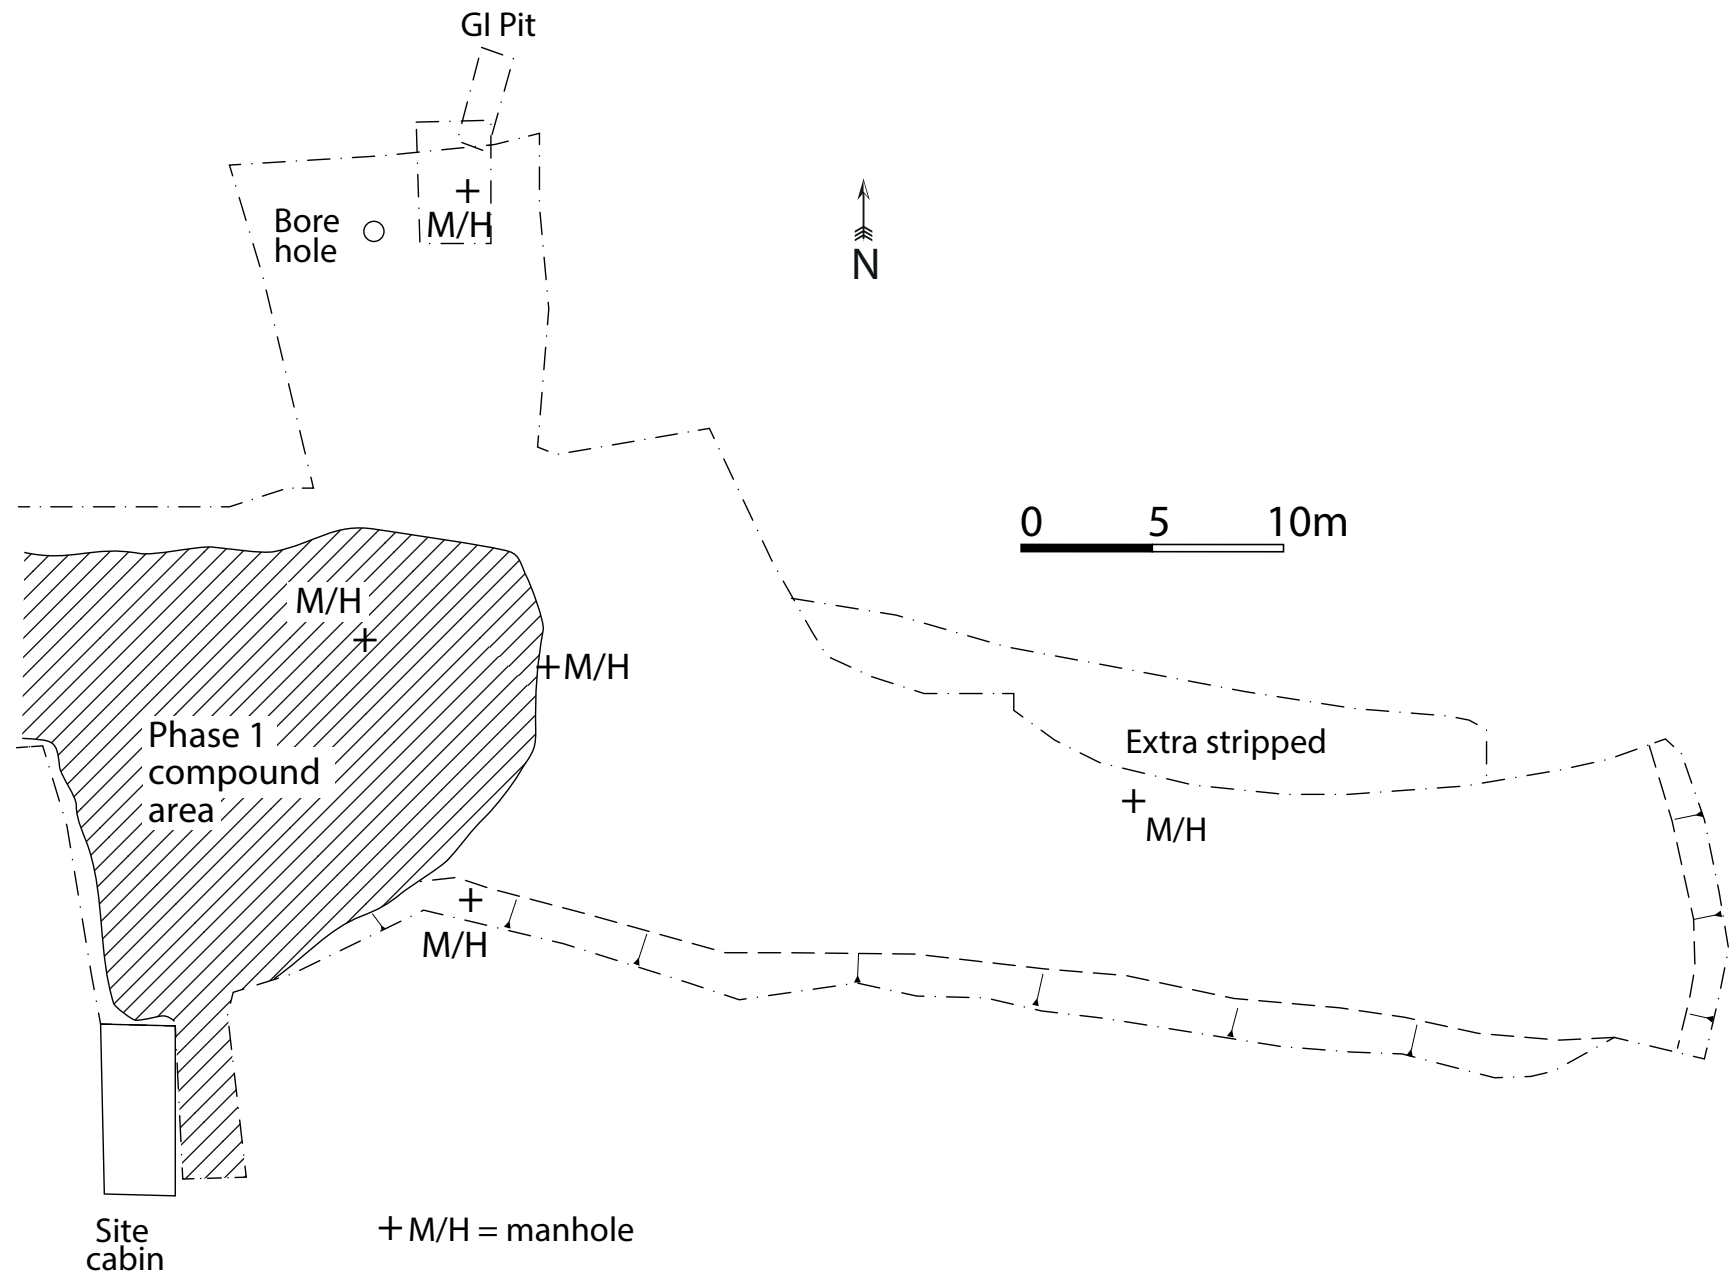 GI Pit
Bore
hole
M/H
N
0 5 10m
M/H
M/H
Phase 1
compound
area
Extra stripped
M/H
M/H
Site
cabin
M/H = manhole